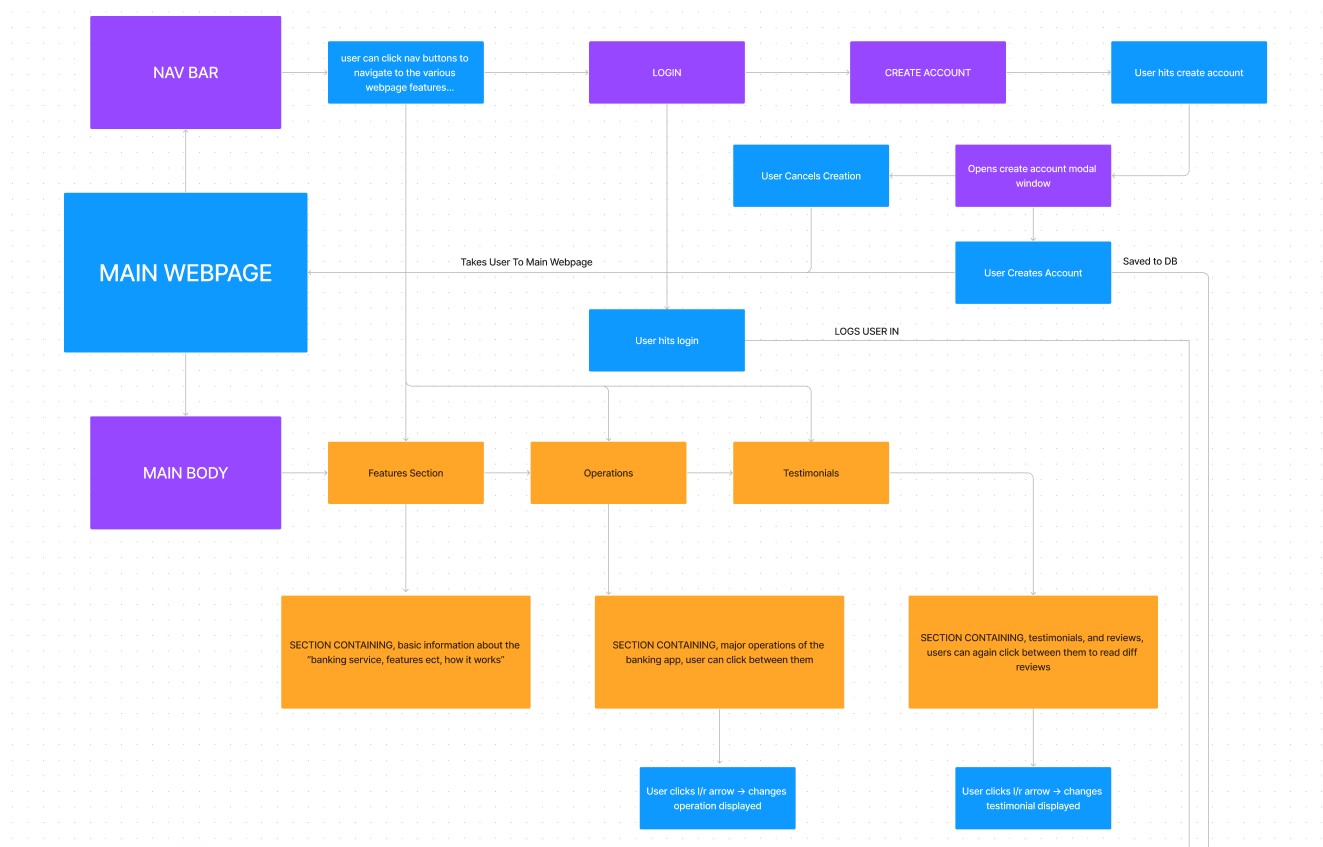 NAV BAR
user can click nav buttons to
navigate to the various
webpage features...
LOGIN
CREATE ACCOUNT
User hits create account
User Cancels Creation
Opens create account modal
window
MAIN WEBPAGE
Takes User To Main Webpage
User Creates Account
Saved to DB
User hits login
LOGS USER IN
MAIN BODY
Features Section
Operations
Testimonials
SECTION CONTAINING, basic information about the
"banking service, features ect, how it works"
SECTION CONTAINING, major operations of the
banking app, user can click between them
SECTION CONTAINING, testimonials, and reviews,
users can again click between them to read diff
reviews
User clicks l/r arrow → changes
operation displayed
User clicks l/r arrow → changes
testimonial displayed